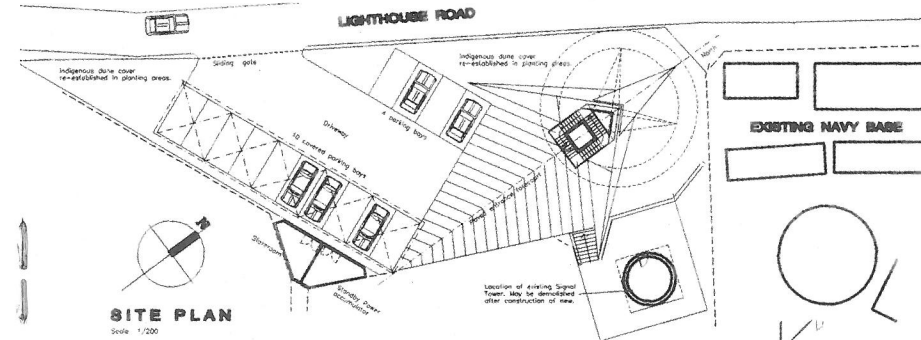 LIGHTHOUSE ROAD
Sliding gate
Indigenous dune cover
re-established in planting areas.
Indigenous dune cover
re-established in planting areas.
North
4 parking bays
Driveway
10 covered parking bays
EXISTING NAVY BASE
entrance
Storeroom
Standby Power
accumulator
Location of existing Signal
Tower. May be demolished
after construction of new.
N
SITE PLAN
Scale 1/200